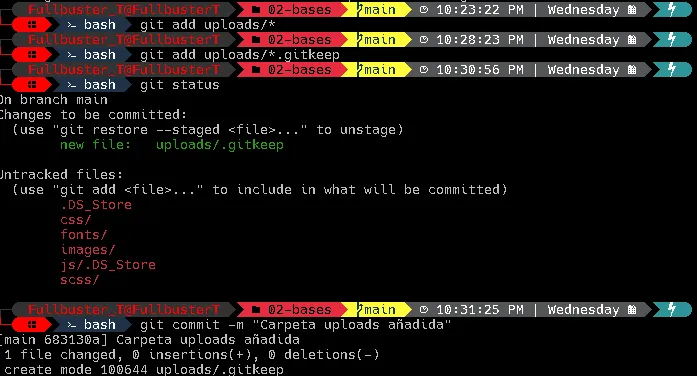 Fullbuster_T@FullbusterT 02-bases main 10:23:22 PM | Wednesday
>_ bash git add uploads/*
Fullbuster_T@FullbusterT 02-bases main 10:28:23 PM | Wednesday
>_ bash git add uploads/*.gitkeep
Fullbuster_T@FullbusterT 02-bases main 10:30:56 PM | Wednesday
>_ bash git status
On branch main
Changes to be committed:
(use "git restore --staged <file>..." to unstage)
new file: uploads/.gitkeep
Untracked files:
(use "git add <file>..." to include in what will be committed)
.DS_Store
css/
fonts/
images/
js/.DS_Store
scss/
Fullbuster_T@FullbusterT 02-bases main 10:31:25 PM | Wednesday
>_ bash git commit -m "Carpeta uploads añadida"
[main 683130a] Carpeta uploads añadida
1 file changed, 0 insertions(+), 0 deletions(-)
create mode 100644 uploads/.gitkeep